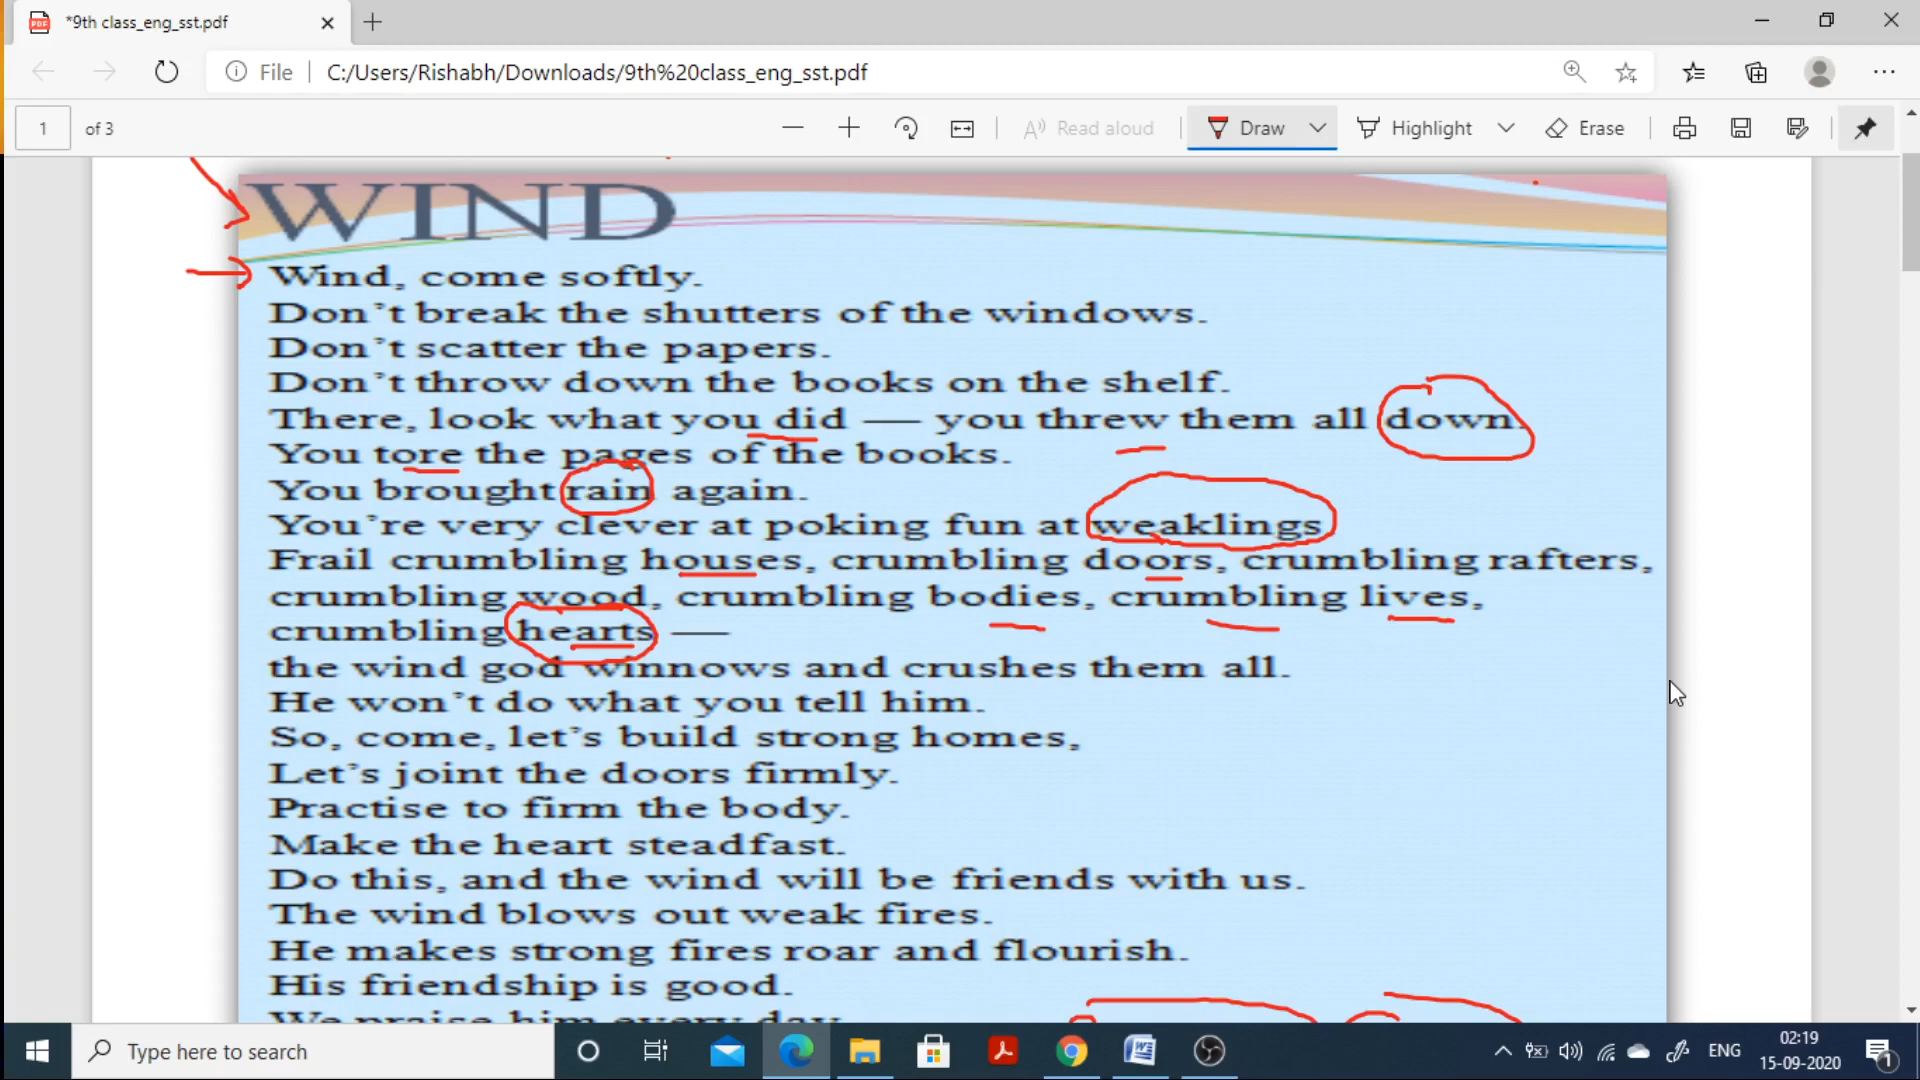 *9th class_eng_sst.pdf
File C:/Users/Rishabh/Downloads/9th%20class_eng_sst.pdf
1 of 3 Read aloud Draw Highlight Erase
WIND
Wind, come softly.
Don't break the shutters of the windows.
Don't scatter the papers.
Don't throw down the books on the shelf.
There, look what you did — you threw them all down.
You tore the pages of the books.
You brought rain again.
You're very clever at poking fun at weaklings
Frail crumbling houses, crumbling doors, crumbling rafters,
crumbling wood, crumbling bodies, crumbling lives,
crumbling hearts —
the wind god winnows and crushes them all.
He won't do what you tell him.
So, come, let's build strong homes,
Let's joint the doors firmly.
Practise to firm the body.
Make the heart steadfast.
Do this, and the wind will be friends with us.
The wind blows out weak fires.
He makes strong fires roar and flourish.
His friendship is good.
We praise him every day.
Type here to search
ENG
02:19
15-09-2020
1